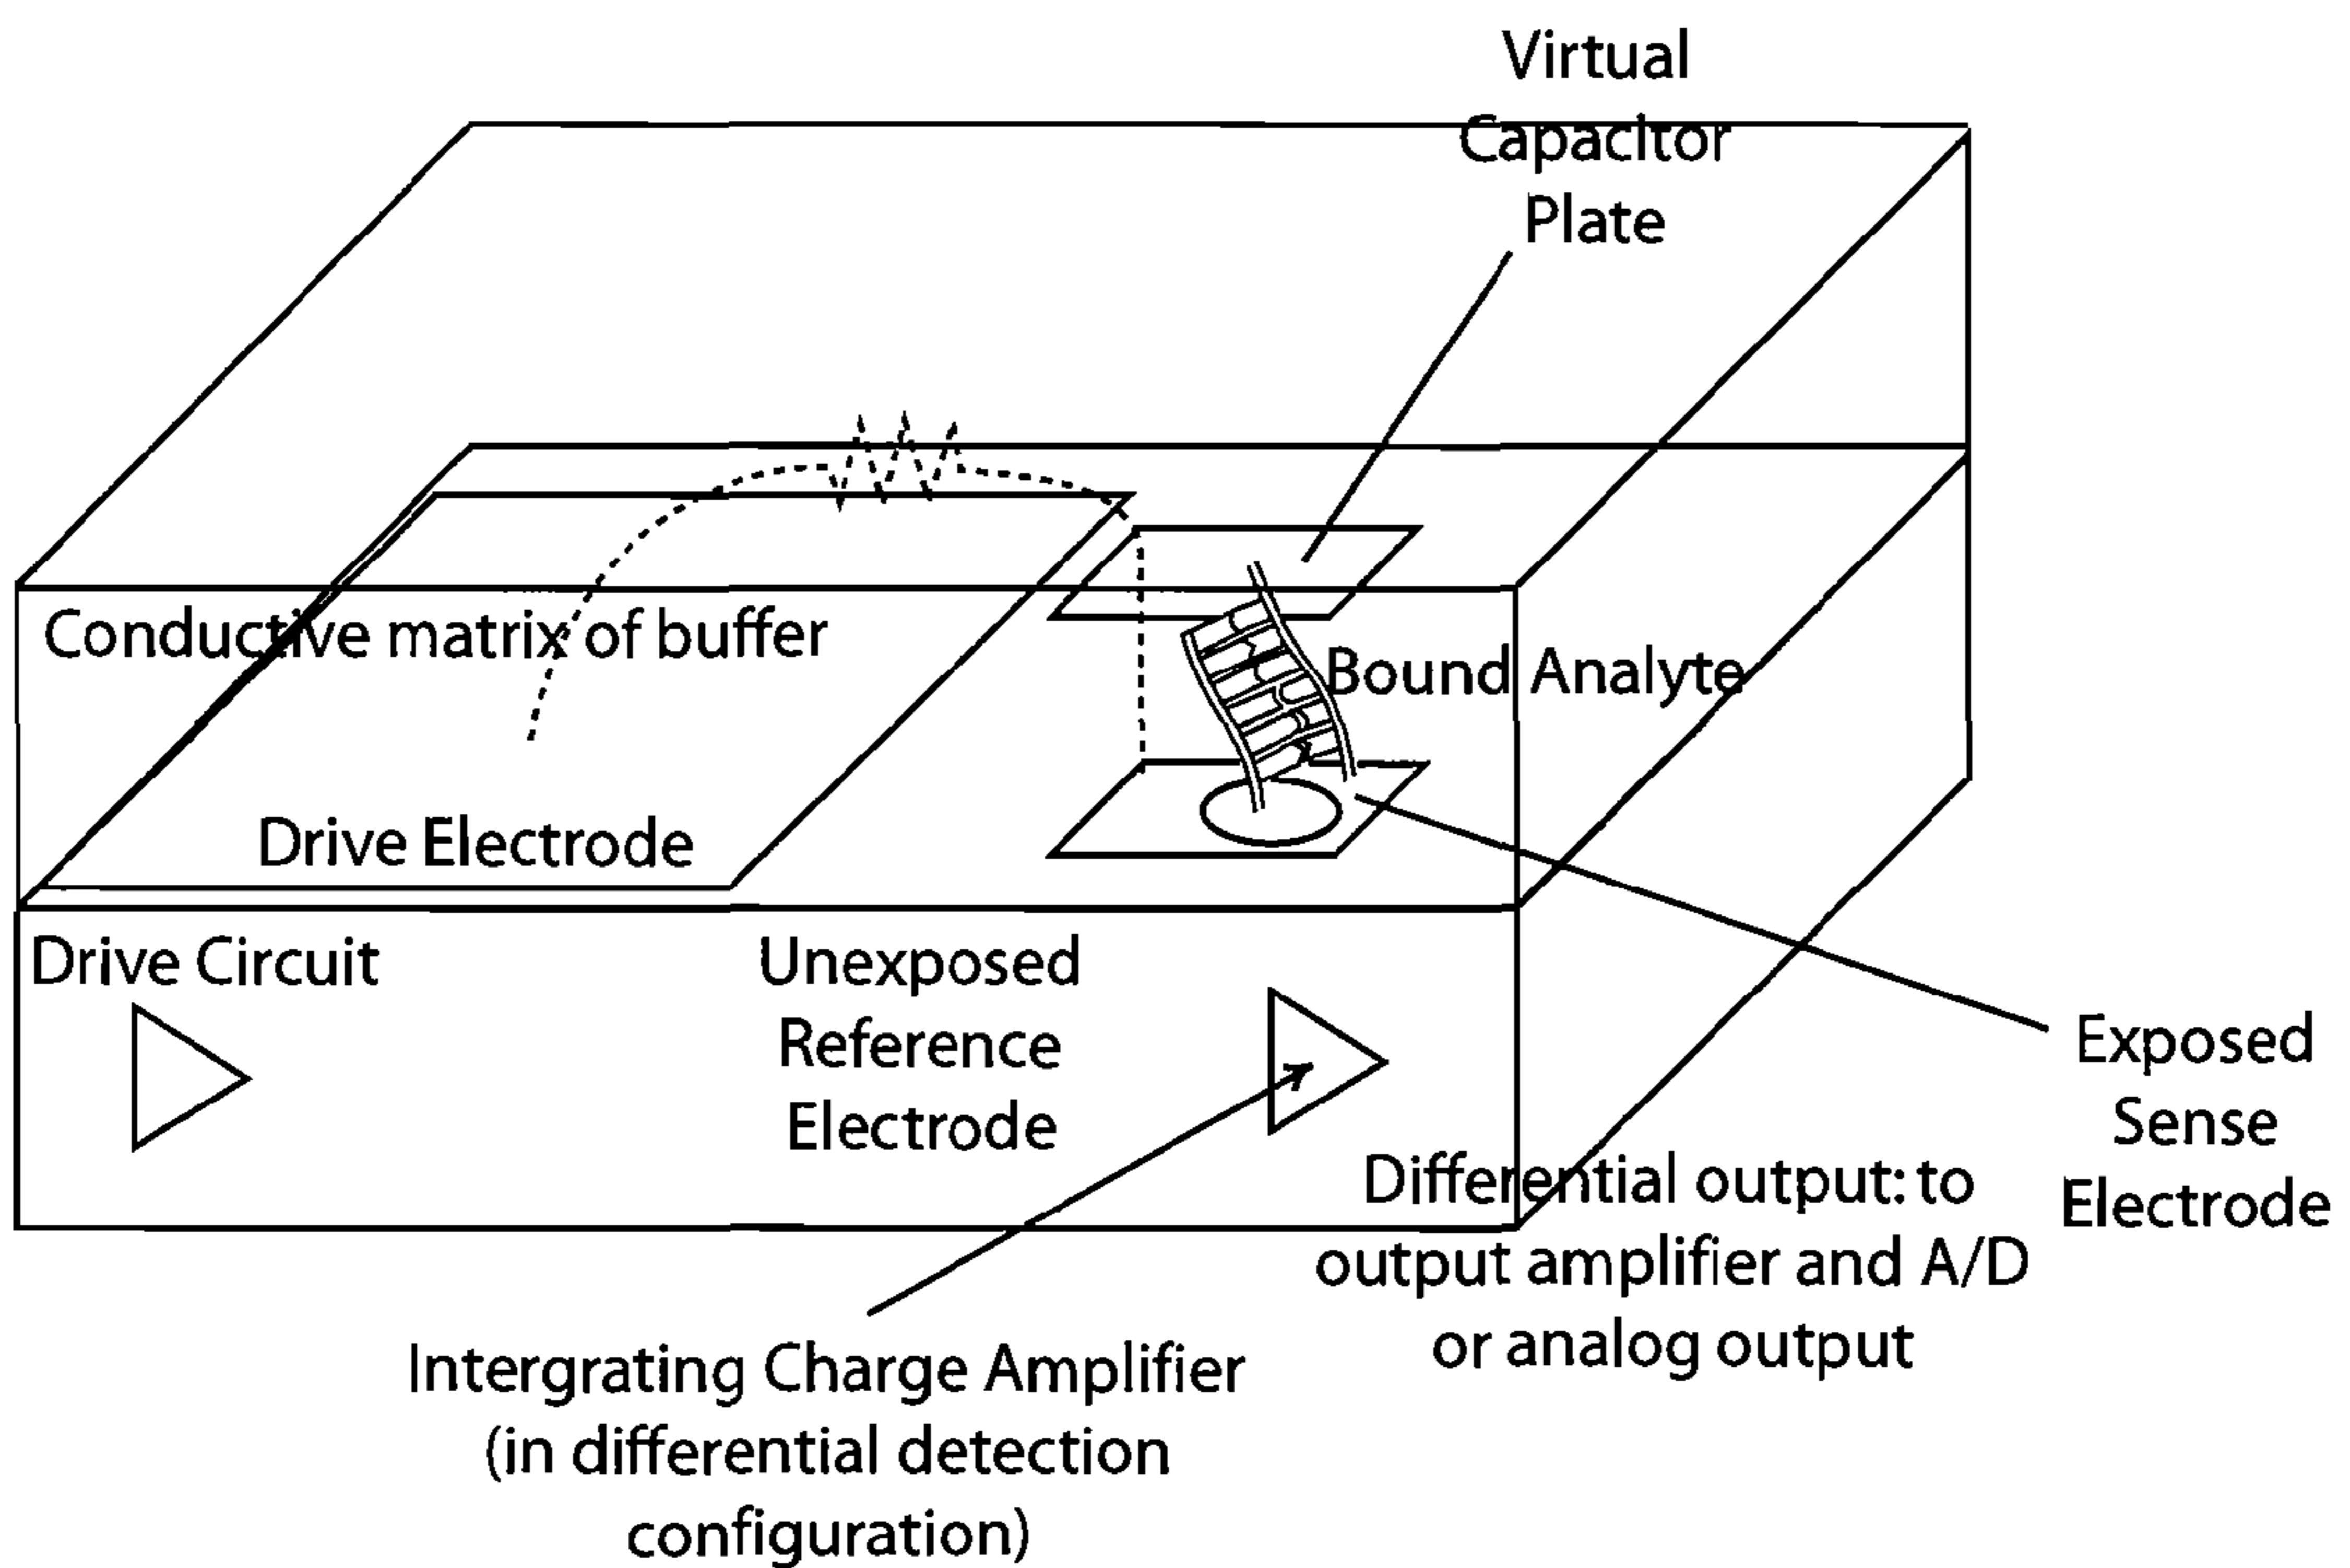 Virtual
Capacitor
Plate
Conductive matrix of buffer
Bound Analyte
Drive Electrode
Drive Circuit
Unexposed
Reference
Electrode
Exposed
Sense
Electrode
Differential output: to
output amplifier and A/D
or analog output
Intergrating Charge Amplifier
(in differential detection
configuration)